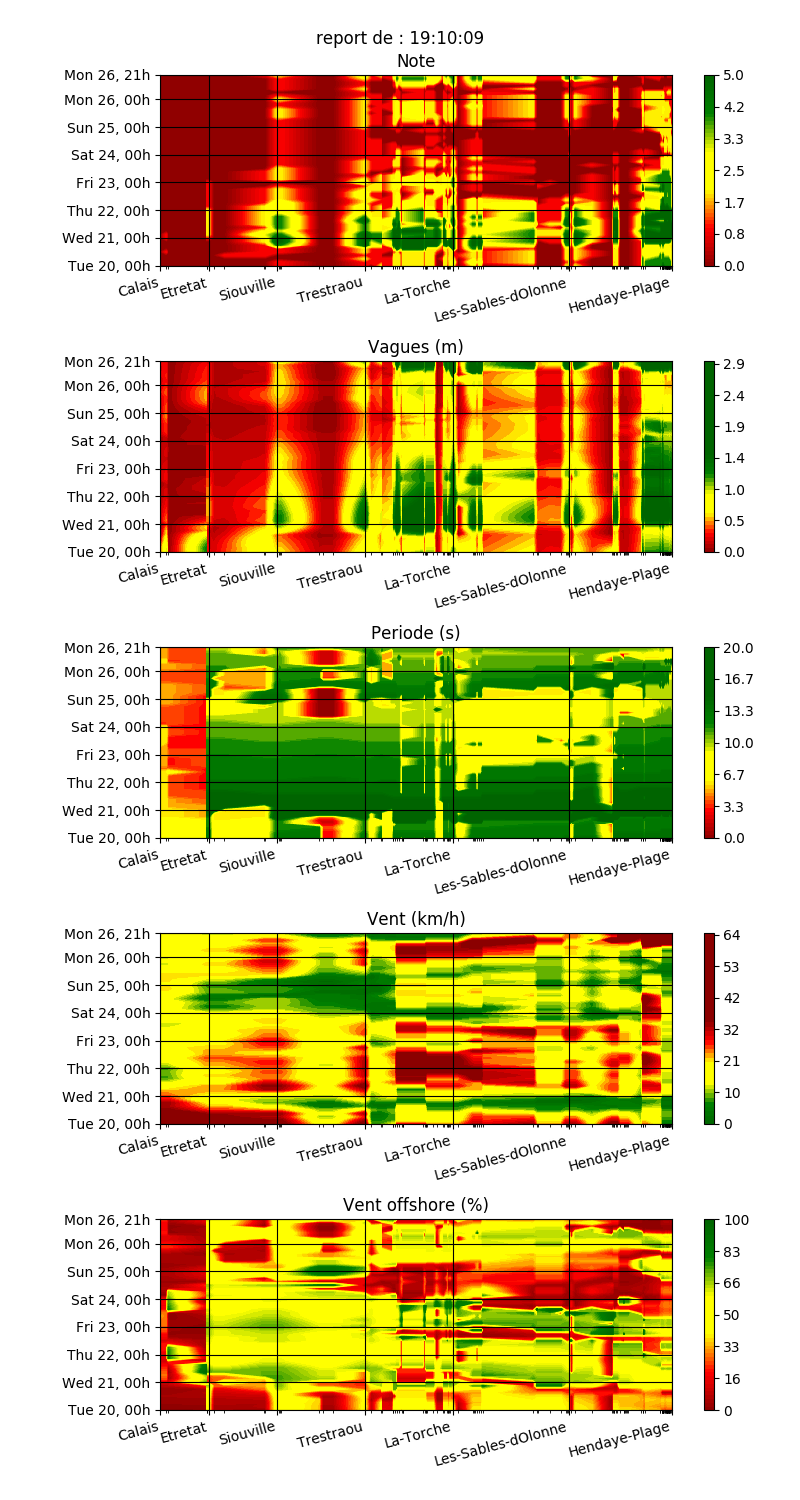 report de : 19:10:09
Note
Mon 26, 21h
Mon 26, 00h
Sun 25, 00h
Sat 24, 00h
Fri 23, 00h
Thu 22, 00h
Wed 21, 00h
Tue 20, 00h
5.0
4.2
3.3
2.5
1.7
0.8
0.0
Calais
Etretat
Siouville
Trestraou
La-Torche
Les-Sables-dOlonne
Hendaye-Plage
Vagues (m)
Mon 26, 21h
Mon 26, 00h
Sun 25, 00h
Sat 24, 00h
Fri 23, 00h
Thu 22, 00h
Wed 21, 00h
Tue 20, 00h
2.9
2.4
1.9
1.4
1.0
0.5
0.0
Calais
Etretat
Siouville
Trestraou
La-Torche
Les-Sables-dOlonne
Hendaye-Plage
Periode (s)
Mon 26, 21h
Mon 26, 00h
Sun 25, 00h
Sat 24, 00h
Fri 23, 00h
Thu 22, 00h
Wed 21, 00h
Tue 20, 00h
20.0
16.7
13.3
10.0
6.7
3.3
0.0
Calais
Etretat
Siouville
Trestraou
La-Torche
Les-Sables-dOlonne
Hendaye-Plage
Vent (km/h)
Mon 26, 21h
Mon 26, 00h
Sun 25, 00h
Sat 24, 00h
Fri 23, 00h
Thu 22, 00h
Wed 21, 00h
Tue 20, 00h
64
53
42
32
21
10
0
Calais
Etretat
Siouville
Trestraou
La-Torche
Les-Sables-dOlonne
Hendaye-Plage
Vent offshore (%)
Mon 26, 21h
Mon 26, 00h
Sun 25, 00h
Sat 24, 00h
Fri 23, 00h
Thu 22, 00h
Wed 21, 00h
Tue 20, 00h
100
83
66
50
33
16
0
Calais
Etretat
Siouville
Trestraou
La-Torche
Les-Sables-dOlonne
Hendaye-Plage